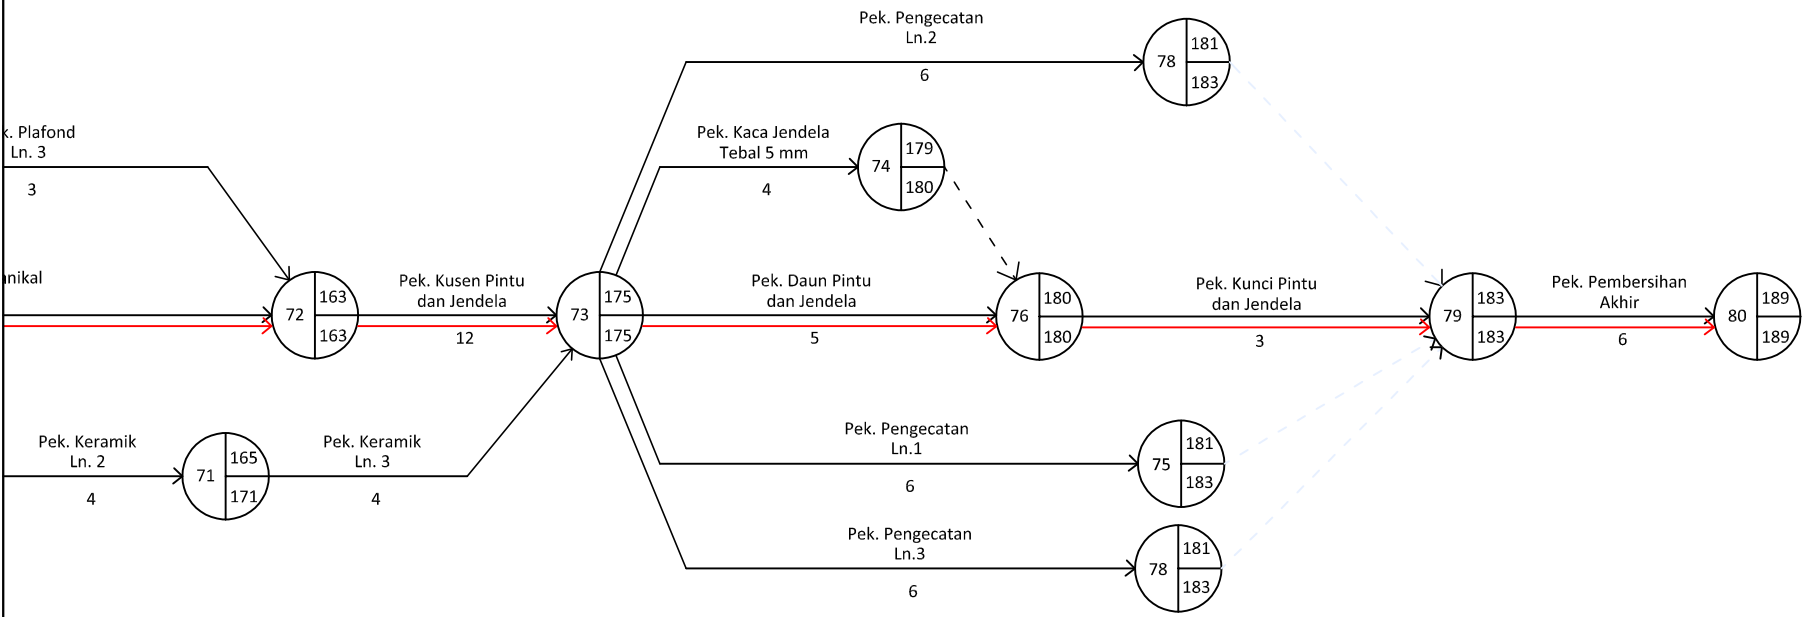 Pek. Pengecatan
Ln.2
6
78
181
183
k. Plafond
Ln. 3
3
Pek. Kaca Jendela
Tebal 5 mm
4
74
179
180
nikal
72
163
163
Pek. Kusen Pintu
dan Jendela
12
73
175
175
Pek. Daun Pintu
dan Jendela
5
76
180
180
Pek. Kunci Pintu
dan Jendela
3
79
183
183
Pek. Pembersihan
Akhir
6
80
189
189
Pek. Keramik
Ln. 2
4
71
165
171
Pek. Keramik
Ln. 3
4
Pek. Pengecatan
Ln.1
6
75
181
183
Pek. Pengecatan
Ln.3
6
78
181
183